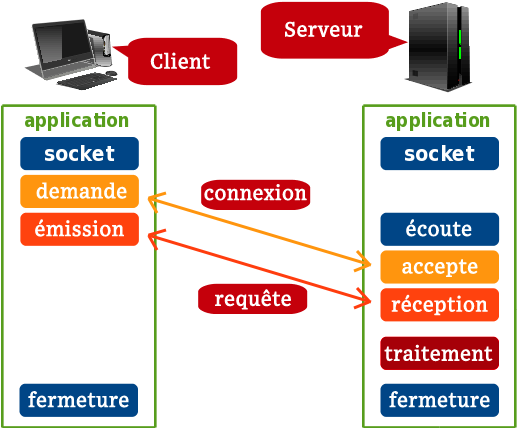 Client
Serveur
application
socket
demande
émission
fermeture
connexion
requête
application
socket
écoute
accepte
réception
traitement
fermeture